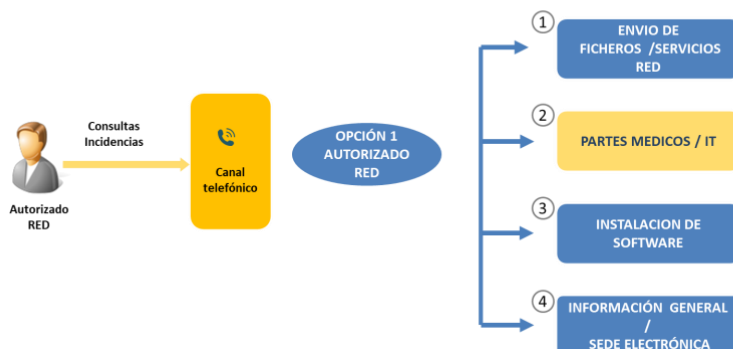 Autorizado
RED
Consultas
Incidencias
Canal
telefónico
OPCIÓN 1
AUTORIZADO
RED
1
ENVIO DE
FICHEROS /SERVICIOS
RED
2
PARTES MEDICOS / IT
3
INSTALACION DE
SOFTWARE
4
INFORMACIÓN GENERAL
/
SEDE ELECTRÓNICA